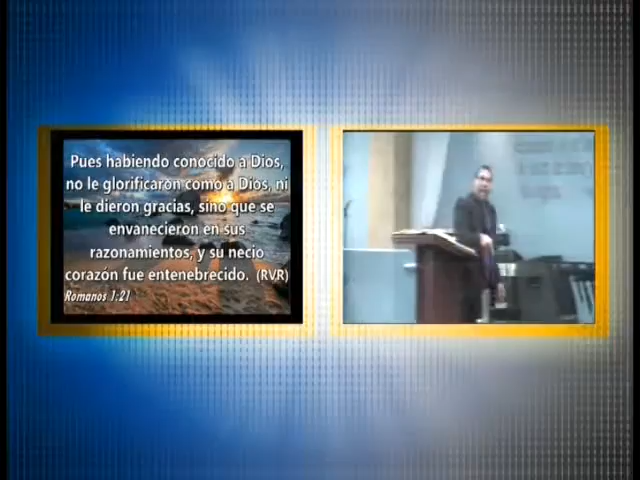 Pues habiendo conocido a Dios,
no le glorificaron como a Dios, ni
le dieron gracias, sino que se
envanecieron en sus
razonamientos, y su necio
corazón fue entenebrecido. (RVR)
Romanos 1:21